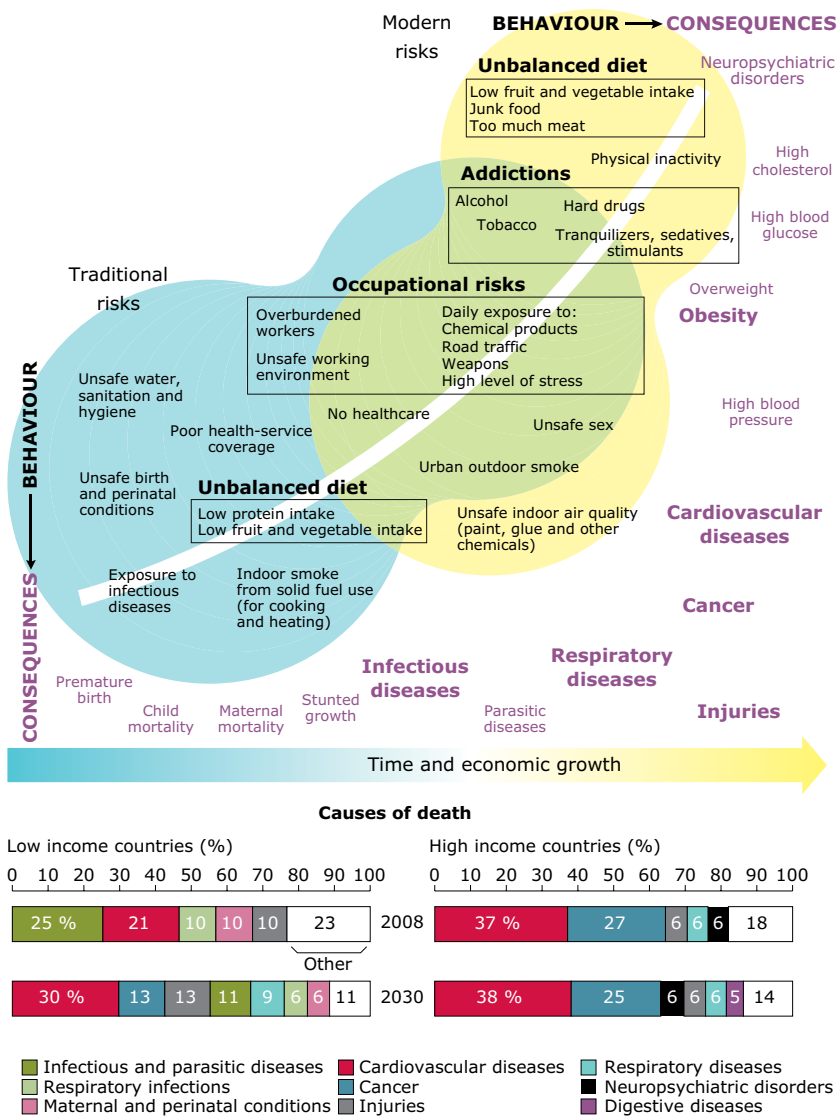 Modern
risks
BEHAVIOUR
CONSEQUENCES
Unbalanced diet
Low fruit and vegetable intake
Junk food
Too much meat
Neuropsychiatric
disorders
Physical inactivity
High
cholesterol
Addictions
Alcohol
Tobacco
Hard drugs
Tranquilizers, sedatives,
stimulants
High blood
glucose
Traditional
risks
Occupational risks
Overburdened
workers
Unsafe working
environment
Daily exposure to:
Chemical products
Road traffic
Weapons
High level of stress
Overweight
Obesity
BEHAVIOUR
CONSEQUENCES
Unsafe water,
sanitation and
hygiene
No healthcare
Poor health-service
coverage
Unsafe sex
High blood
pressure
Unsafe birth
and perinatal
conditions
Urban outdoor smoke
Unbalanced diet
Low protein intake
Low fruit and vegetable intake
Unsafe indoor air quality
(paint, glue and other
chemicals)
Cardiovascular
diseases
Exposure to
infectious
diseases
Indoor smoke
from solid fuel use
(for cooking
and heating)
Cancer
Premature
birth
Child
mortality
Maternal
mortality
Stunted
growth
Infectious
diseases
Parasitic
diseases
Respiratory
diseases
Injuries
Time and economic growth
Causes of death
Low income countries (%)
0 10 20 30 40 50 60 70 80 90 100
High income countries (%)
0 10 20 30 40 50 60 70 80 90 100
25 % 21 10 10 10 23
2008
37 % 27 6 6 6 18
Other
30 % 13 13 11 9 6 6 11
2030
38 % 25 6 6 6 5 14
Infectious and parasitic diseases
Cardiovascular diseases
Respiratory diseases
Respiratory infections
Cancer
Neuropsychiatric disorders
Maternal and perinatal conditions
Injuries
Digestive diseases